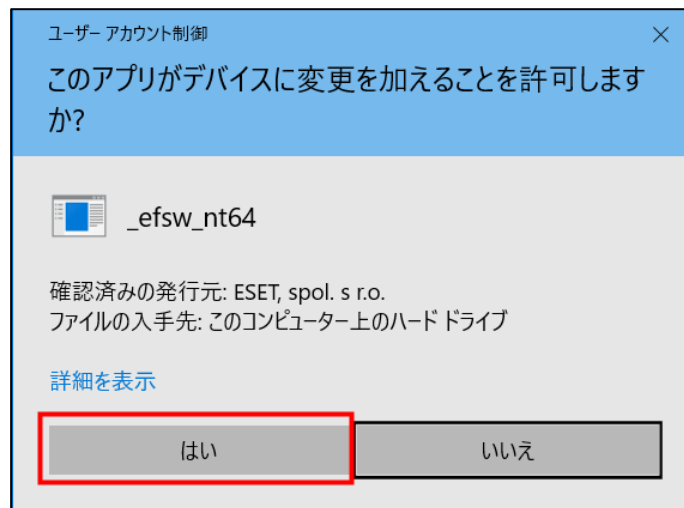 ユーザー アカウント制御
このアプリがデバイスに変更を加えることを許可します
か?
_efsw_nt64
確認済みの発行元: ESET, spol. s r.o.
ファイルの入手先: このコンピューター上のハード ドライブ
詳細を表示
はい
いいえ